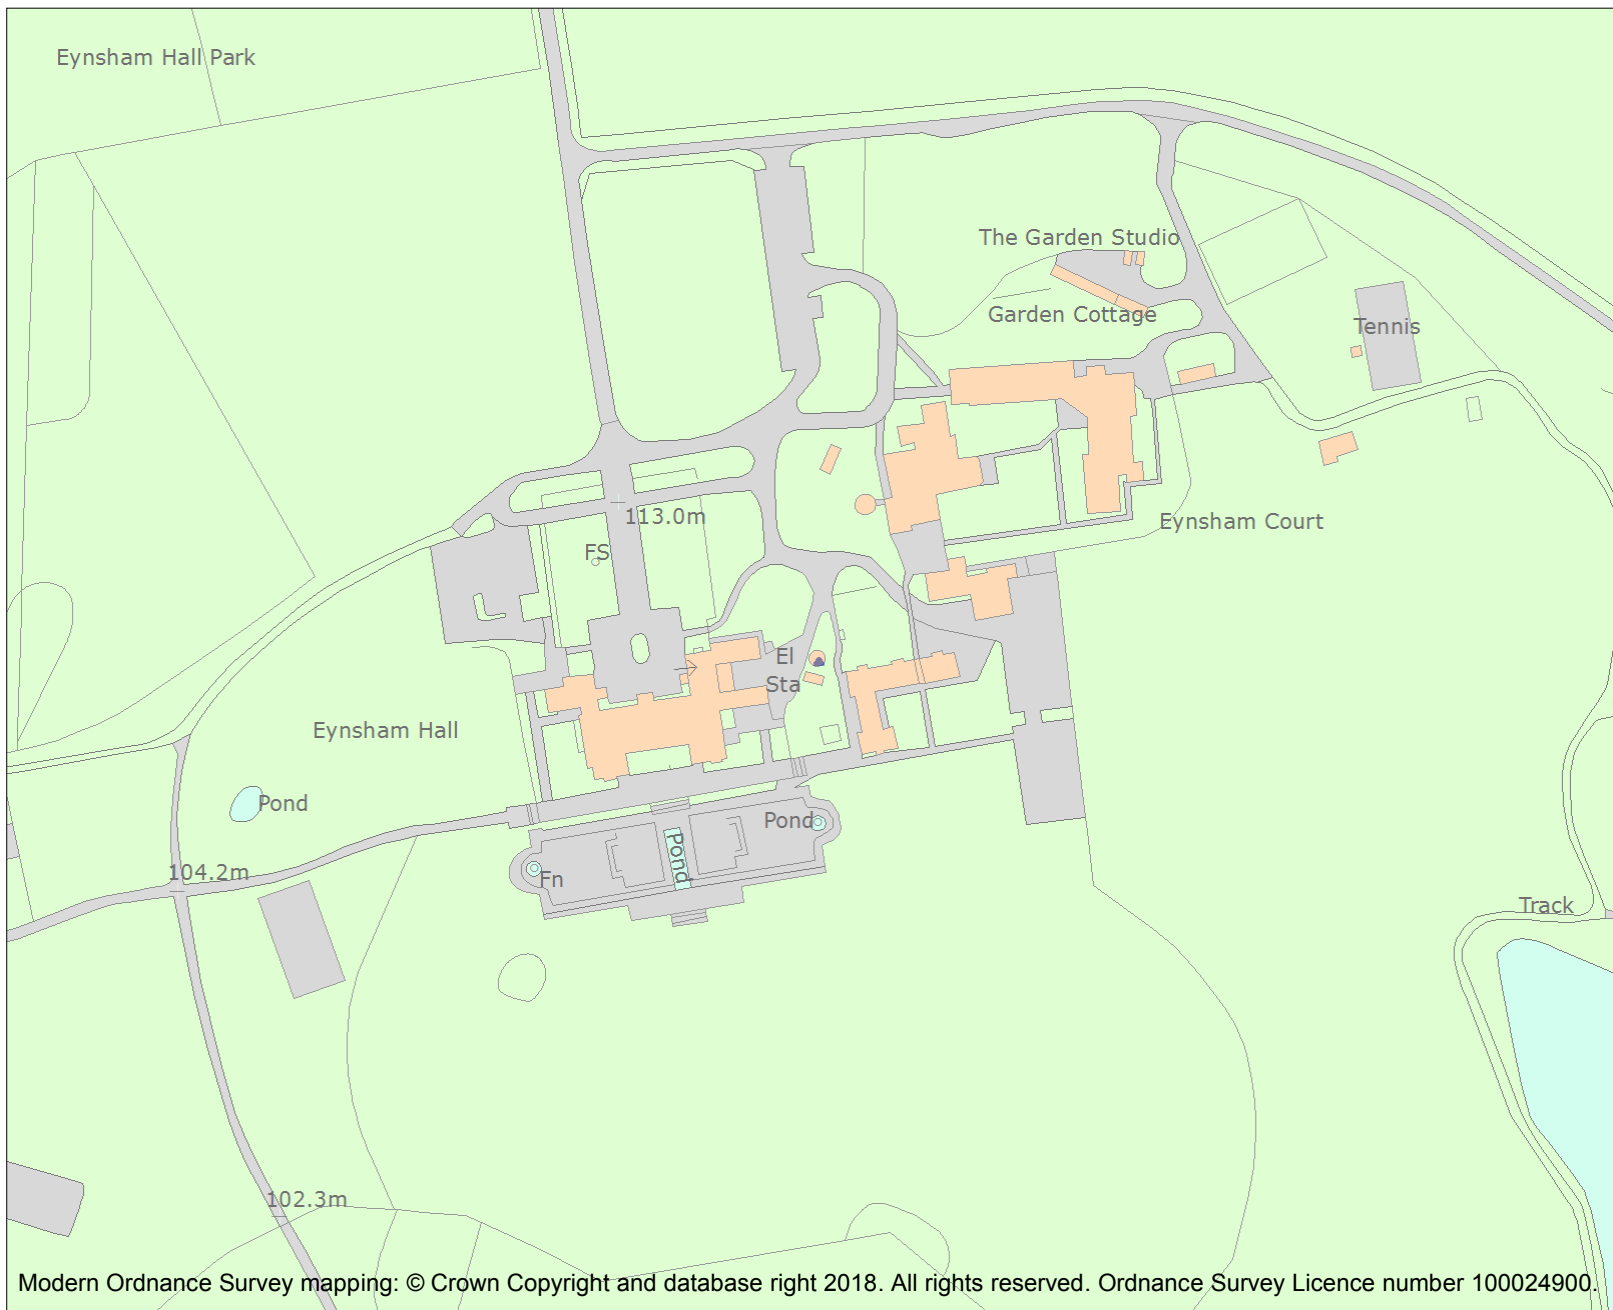 Eynsham Hall Park
The Garden Studio
Garden Cottage
Tennis
113.0m
Eynsham Court
FS
El
Sta
Eynsham Hall
Pond
Pond
Pond
104.2m
Fn
Track
102.3m
Modern Ordnance Survey mapping: © Crown Copyright and database right 2018. All rights reserved. Ordnance Survey Licence number 100024900.